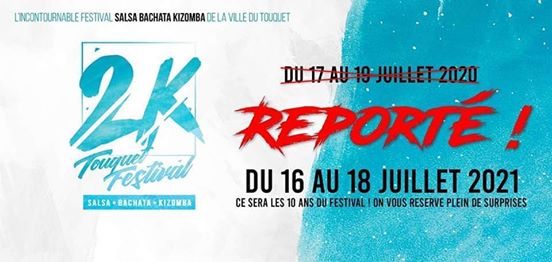 L'INCONTOURNABLE FESTIVAL SALSA BACHATA KIZOMBA DE LA VILLE DU TOUQUET
2K
Touquet
Festival
SALSA • BACHATA • KIZOMBA
DU 17 AU 19 JUILLET 2020
REPORTÉ !
DU 16 AU 18 JUILLET 2021
CE SERA LES 10 ANS DU FESTIVAL ! ON VOUS RESERVE PLEIN DE SURPRISES